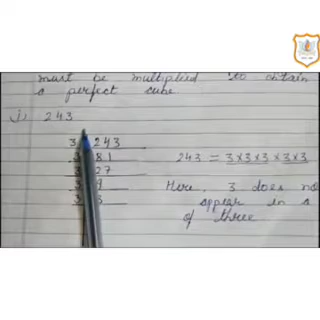 must be multiplied to obtain
a perfect cube
i) 243
3 243
3 81
3 27
3 9
3 3
243 = 3×3×3×3×3
Here, 3 does no
appear in a
of three